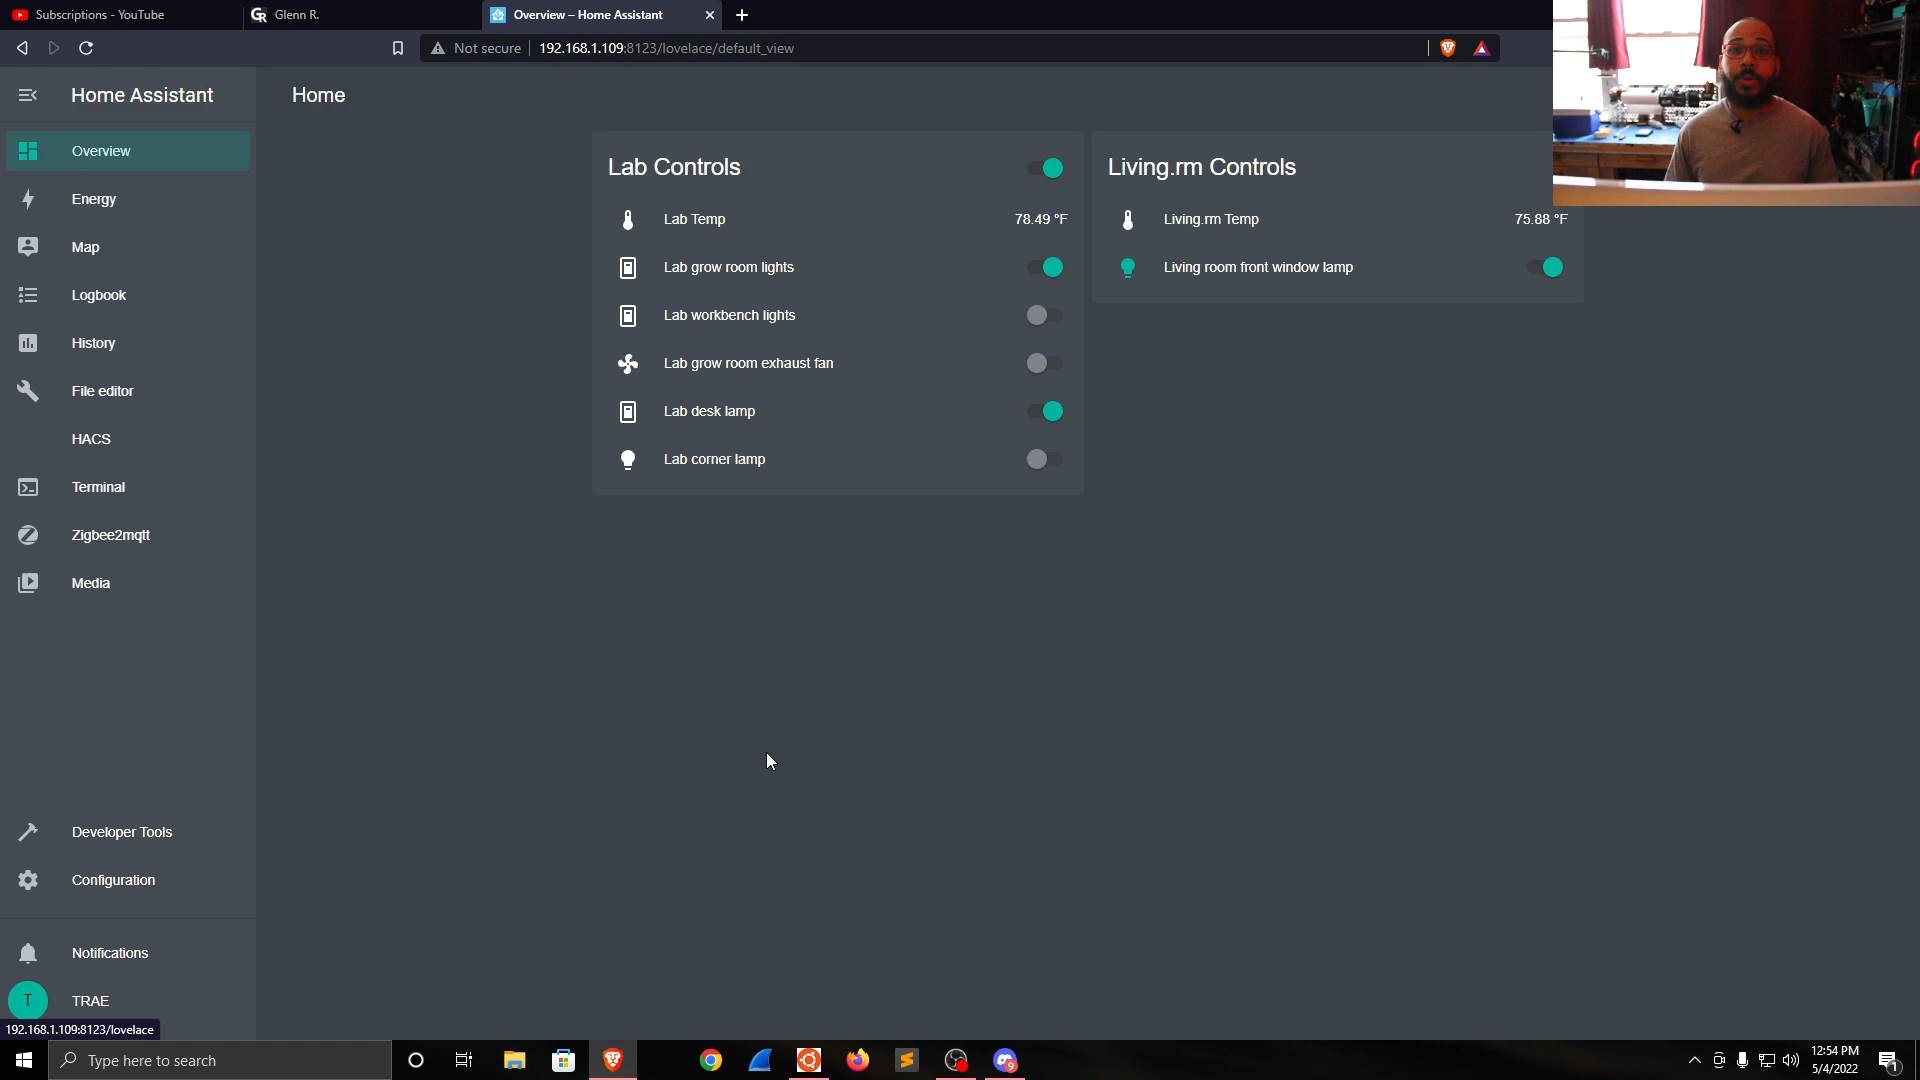 Subscriptions - YouTube
Glenn R.
Overview – Home Assistant
Not secure
192.168.1.109:8123/lovelace/default_view
Home Assistant
Home
Overview
Energy
Map
Logbook
History
File editor
HACS
Terminal
Zigbee2mqtt
Media
Developer Tools
Configuration
Notifications
T
TRAE
Lab Controls
Lab Temp
78.49 °F
Lab grow room lights
Lab workbench lights
Lab grow room exhaust fan
Lab desk lamp
Lab corner lamp
Living.rm Controls
Living.rm Temp
75.88 °F
Living room front window lamp
192.168.1.109:8123/lovelace
Type here to search
9
12:54 PM
5/4/2022
1